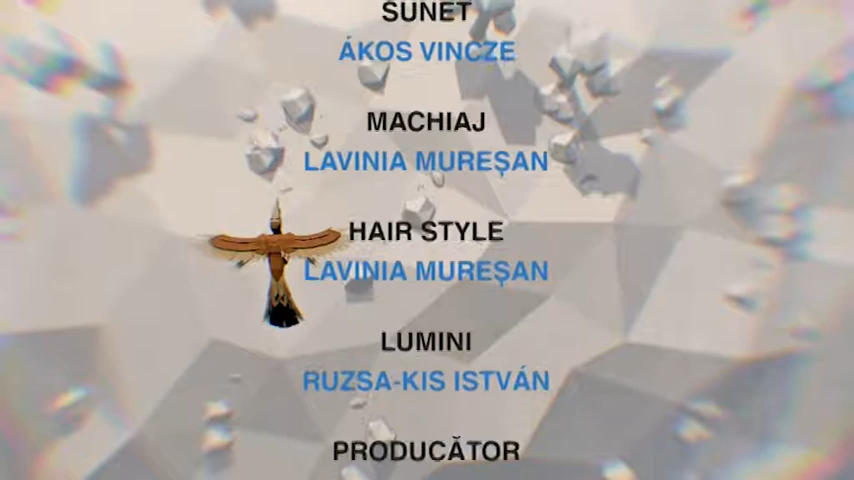 SUNET
ÁKOS VINCZE
MACHIAJ
LAVINIA MUREȘAN
HAIR STYLE
LAVINIA MUREȘAN
LUMINI
RUZSA-KIS ISTVÁN
PRODUCĂTOR